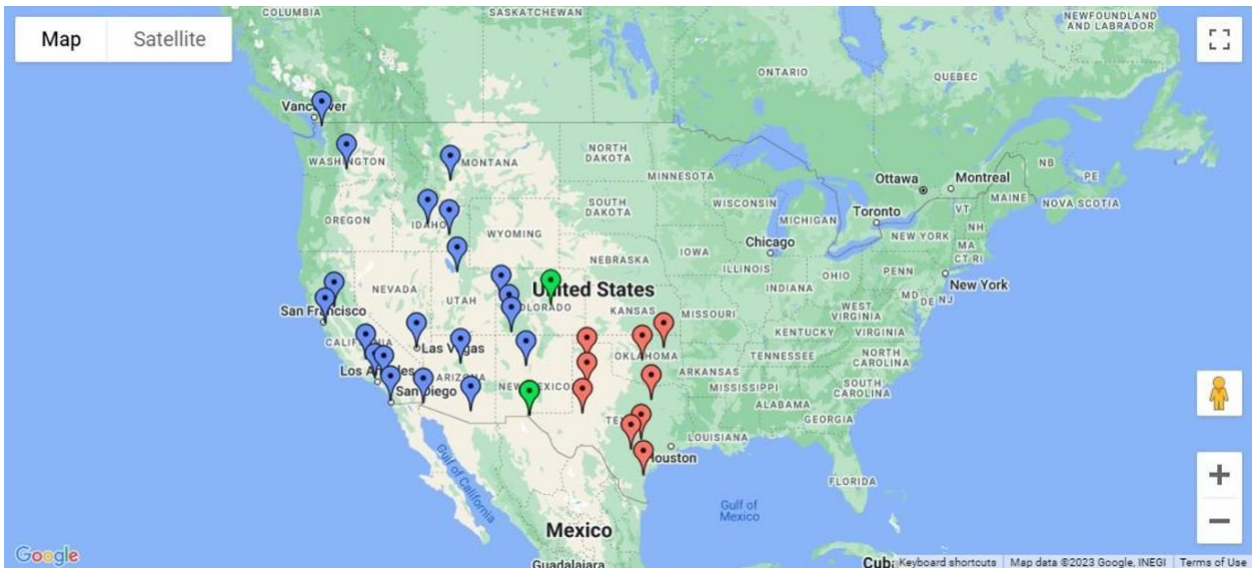 Map
Satellite
COLUMBIA
SASKATCHEWAN
NEWFOUNDLAND
AND LABRADOR
ONTARIO
QUEBEC
WASHINGTON
MONTANA
NORTH
DAKOTA
MINNESOTA
Ottawa
Montreal
NB
PE
MAINE
NOVA SCOTIA
OREGON
IDAHO
SOUTH
DAKOTA
WISCONSIN
MICHIGAN
Toronto
VT
NH
WYOMING
NEW YORK
MA
CT RI
Chicago
IOWA
NEBRASKA
ILLINOIS
INDIANA
OHIO
PENN
New York
NEVADA
UTAH
United States
MD
DE
NJ
San Francisco
COLORADO
KANSAS
MISSOURI
WEST
VIRGINIA
KENTUCKY
VIRGINIA
Las Vegas
OKLAHOMA
TENNESSEE
NORTH
CAROLINA
Los Angeles
ARIZONA
NEW MEXICO
ARKANSAS
MISSISSIPPI
SOUTH
CAROLINA
San Diego
ALABAMA
GEORGIA
LOUISIANA
Houston
FLORIDA
Gulf of California
Gulf of
Mexico
Mexico
Guadalajara
Google
Keyboard shortcuts
Map data ©2023 Google, INEGI
Terms of Use